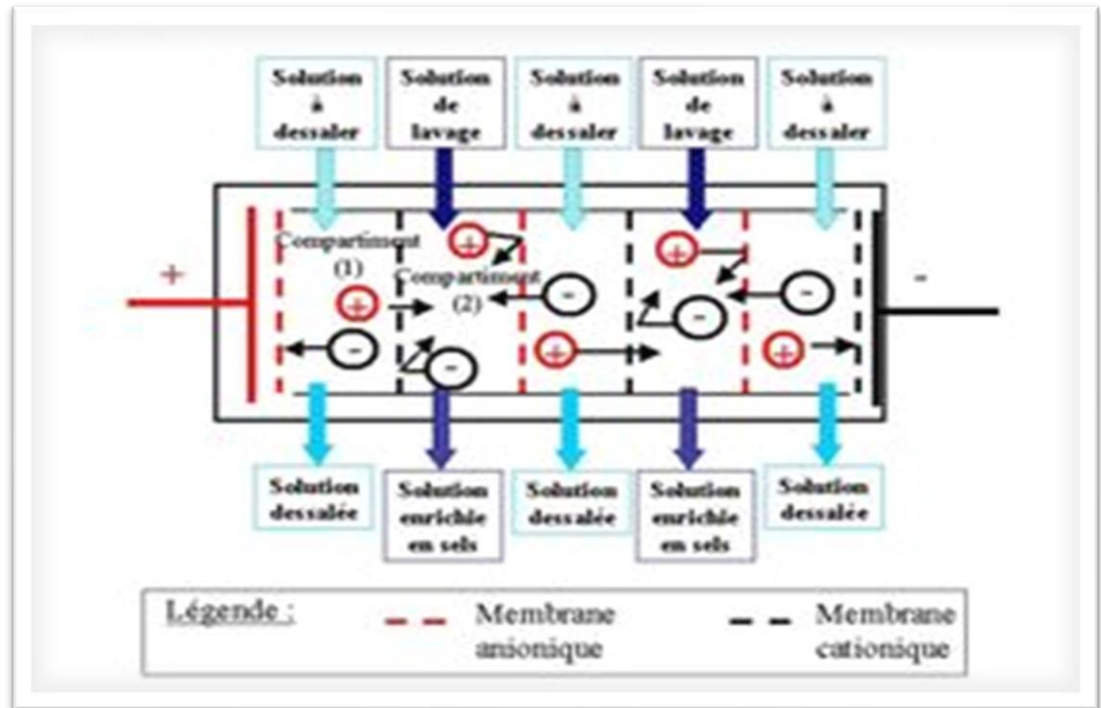 Solution
à
dessaler
Solution
de
lavage
Solution
à
dessaler
Solution
de
lavage
Solution
à
dessaler
+
-
Compartiment
(1)
Compartiment
(2)
+
+
-
-
-
+
+
-
-
+
Solution
dessalée
Solution
enrichie
en sels
Solution
dessalée
Solution
enrichie
en sels
Solution
dessalée
Légende :
Membrane
anionique
Membrane
cationique